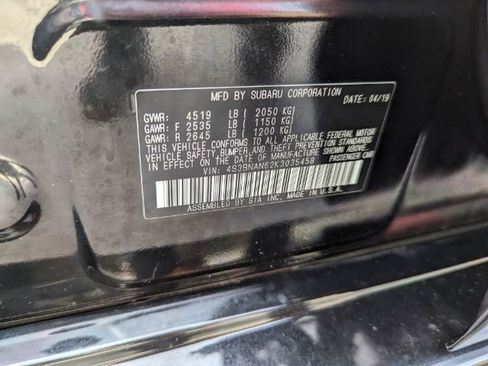 MFD BY SUBARU CORPORATION DATE: 04/19
GVWR: 4519 LB ( 2050 KG)
GAWR: F 2535 LB ( 1150 KG)
GAWR: R 2645 LB ( 1200 KG)
THIS VEHICLE CONFORMS TO ALL APPLICABLE FEDERAL MOTOR
VEHICLE SAFETY, BUMPER, AND THEFT PREVENTION STANDARDS
IN EFFECT ON THE DATE OF MANUFACTURE SHOWN ABOVE.
VIN: 4S3BNAN62K3035458 PASSENGER CAR
ASSEMBLED BY SIA INC. MADE IN U.S.A.